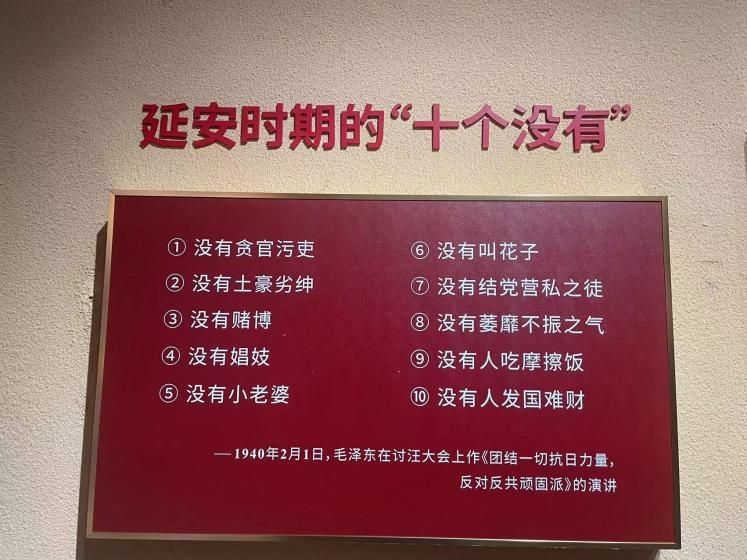 延安时期的“十个没有”
① 没有贪官污吏
② 没有土豪劣绅
③ 没有赌博
④ 没有娼妓
⑤ 没有小老婆
⑥ 没有叫花子
⑦ 没有结党营私之徒
⑧ 没有萎靡不振之气
⑨ 没有人吃摩擦饭
⑩ 没有人发国难财
—1940年2月1日，毛泽东在讨汪大会上作《团结一切抗日力量，
反对反共顽固派》的演讲